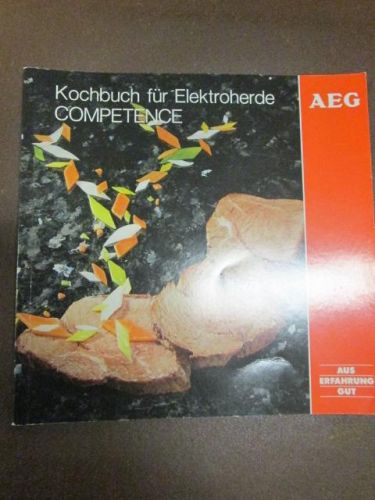 Kochbuch für Elektroherde
COMPETENCE
AEG
AUS
ERFAHRUNG
GUT